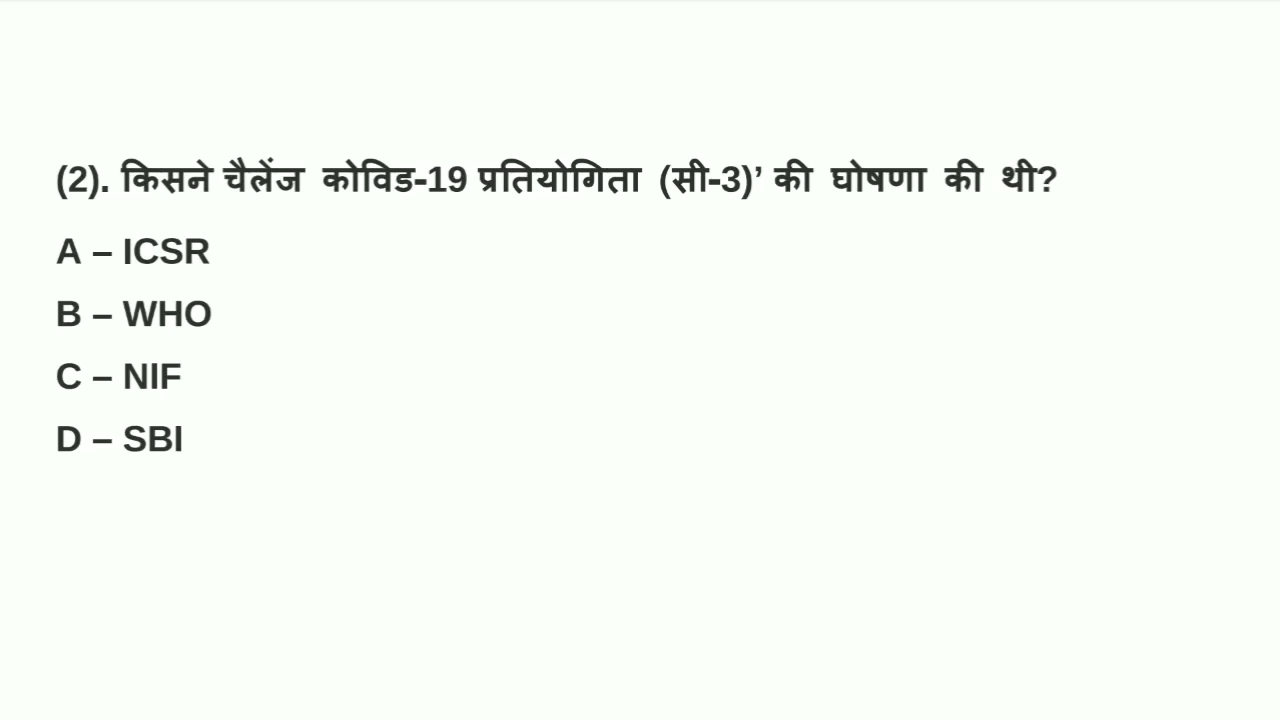 (2). किसने चैलेंज कोविड-19 प्रतियोगिता (सी-3)’ की घोषणा की थी?
A – ICSR
B – WHO
C – NIF
D – SBI